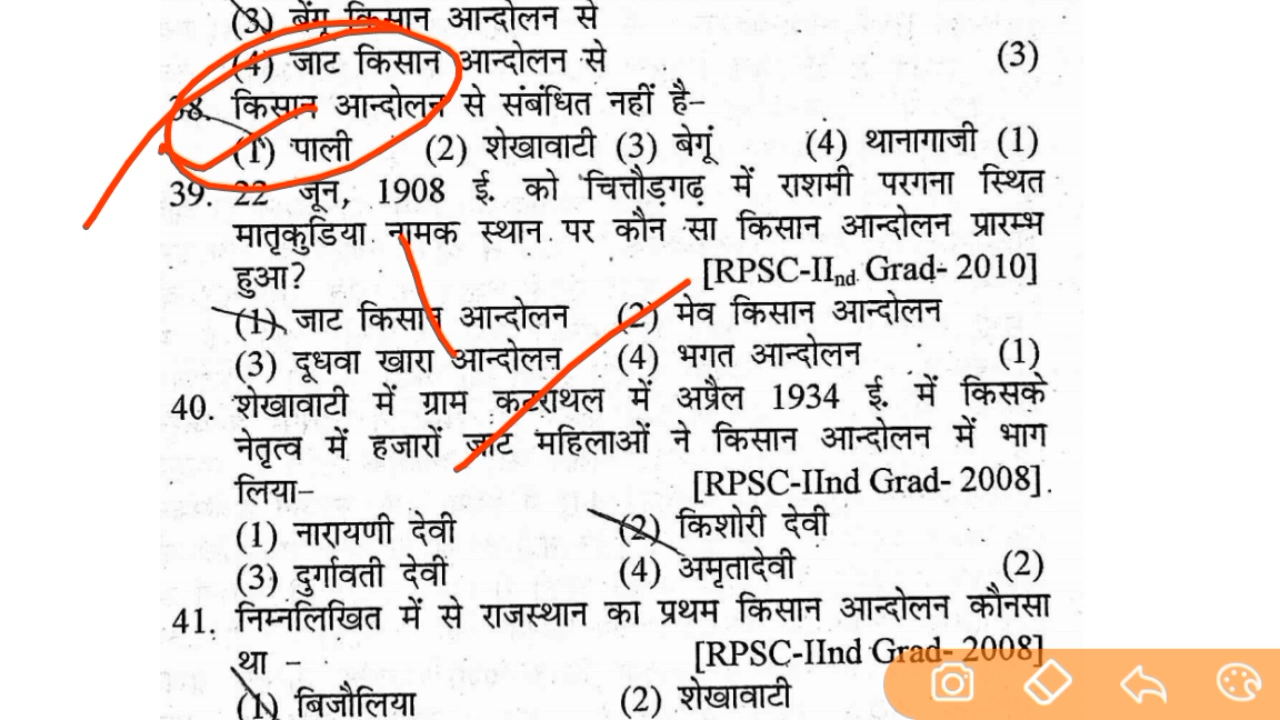 (3) बेंगू किसान आन्दोलन से
(4) जाट किसान आन्दोलन से (3)
38. किसान आन्दोलन से संबंधित नहीं है–
(1) पाली (2) शेखावाटी (3) बेगूं (4) थानागाजी (1)
39. 22 जून, 1908 ई. को चित्तौड़गढ़ में राशमी परगना स्थित
मातृकुडिया नामक स्थान पर कौन सा किसान आन्दोलन प्रारम्भ
हुआ? [RPSC-IInd Grad- 2010]
(1) जाट किसान आन्दोलन (2) मेव किसान आन्दोलन
(3) दूधवा खारा आन्दोलन (4) भगत आन्दोलन (1)
40. शेखावाटी में ग्राम कटराथल में अप्रैल 1934 ई. में किसके
नेतृत्व में हजारों जाट महिलाओं ने किसान आन्दोलन में भाग
लिया– [RPSC-IInd Grad- 2008].
(1) नारायणी देवी (2) किशोरी देवी
(3) दुर्गावती देवी (4) अमृतादेवी (2)
41. निम्नलिखित में से राजस्थान का प्रथम किसान आन्दोलन कौनसा
था – [RPSC-IInd Grad- 2008]
(1) बिजौलिया (2) शेखावाटी